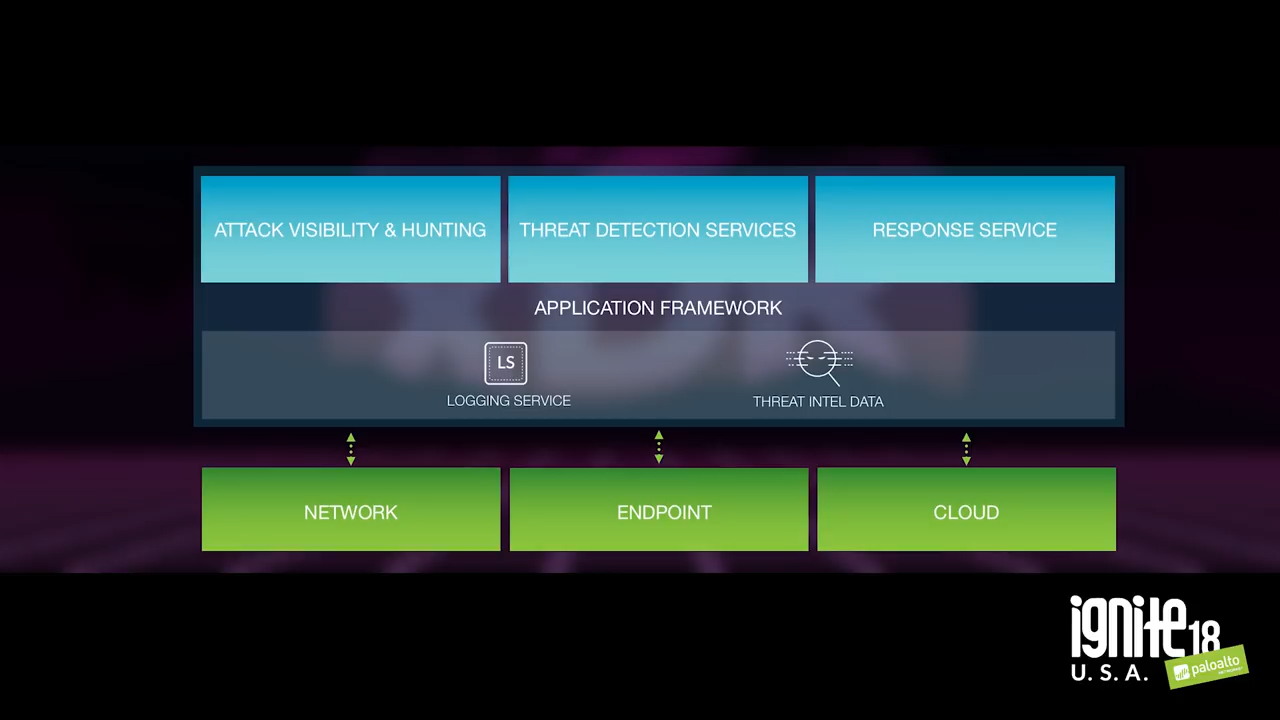 ATTACK VISIBILITY & HUNTING
THREAT DETECTION SERVICES
RESPONSE SERVICE
APPLICATION FRAMEWORK
LS
LOGGING SERVICE
THREAT INTEL DATA
NETWORK
ENDPOINT
CLOUD
ignite18
U.S.A.
paloalto
NETWORKS